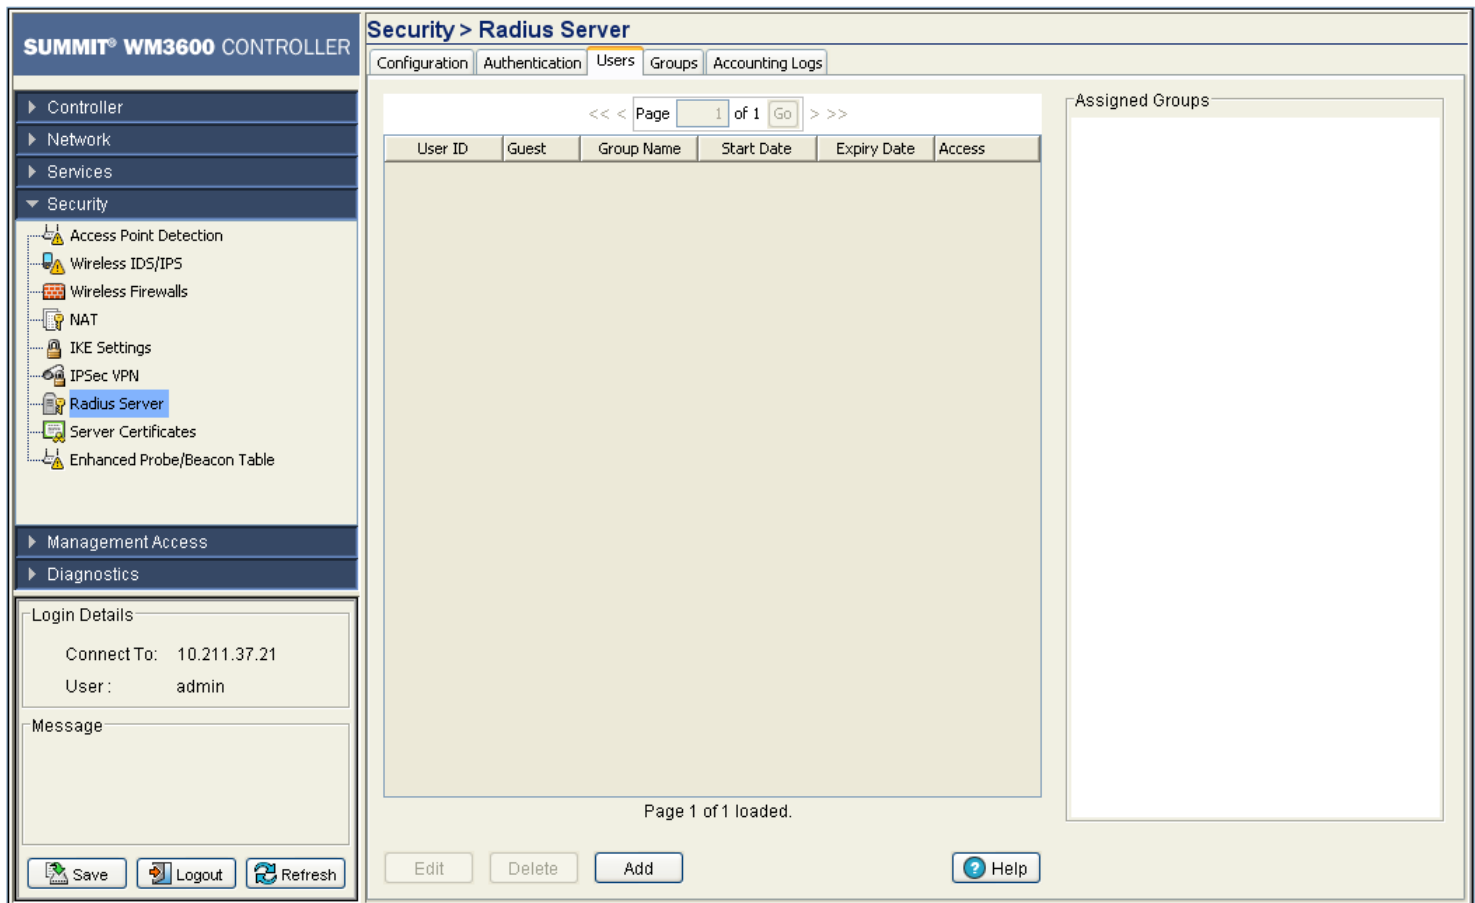 SUMMIT® WM3600 CONTROLLER
Security > Radius Server
Configuration Authentication Users Groups Accounting Logs
Controller
Network
Services
Security
Access Point Detection
Wireless IDS/IPS
Wireless Firewalls
NAT
IKE Settings
IPSec VPN
Radius Server
Server Certificates
Enhanced Probe/Beacon Table
Management Access
Diagnostics
Login Details
Connect To: 10.211.37.21
User : admin
Message
Save Logout Refresh
<< < Page 1 of 1 Go > >>
User ID Guest Group Name Start Date Expiry Date Access
Page 1 of 1 loaded.
Edit Delete Add Help
Assigned Groups